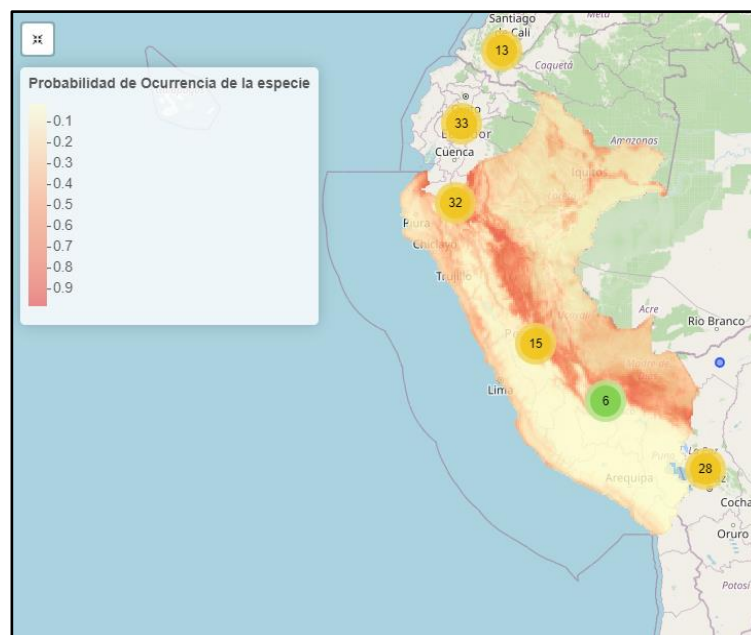 Santiago
de Cali
Meta
13
Caquetá
Probabilidad de Ocurrencia de la especie
0.1
0.2
0.3
0.4
0.5
0.6
0.7
0.8
0.9
33
Cuenca
Amazonas
Iquitos
32
Piura
Chiclayo
Trujillo
Acre
Rio Branco
15
Lima
6
28
Puno
Arequipa
Cocha
Oruro
Potosí